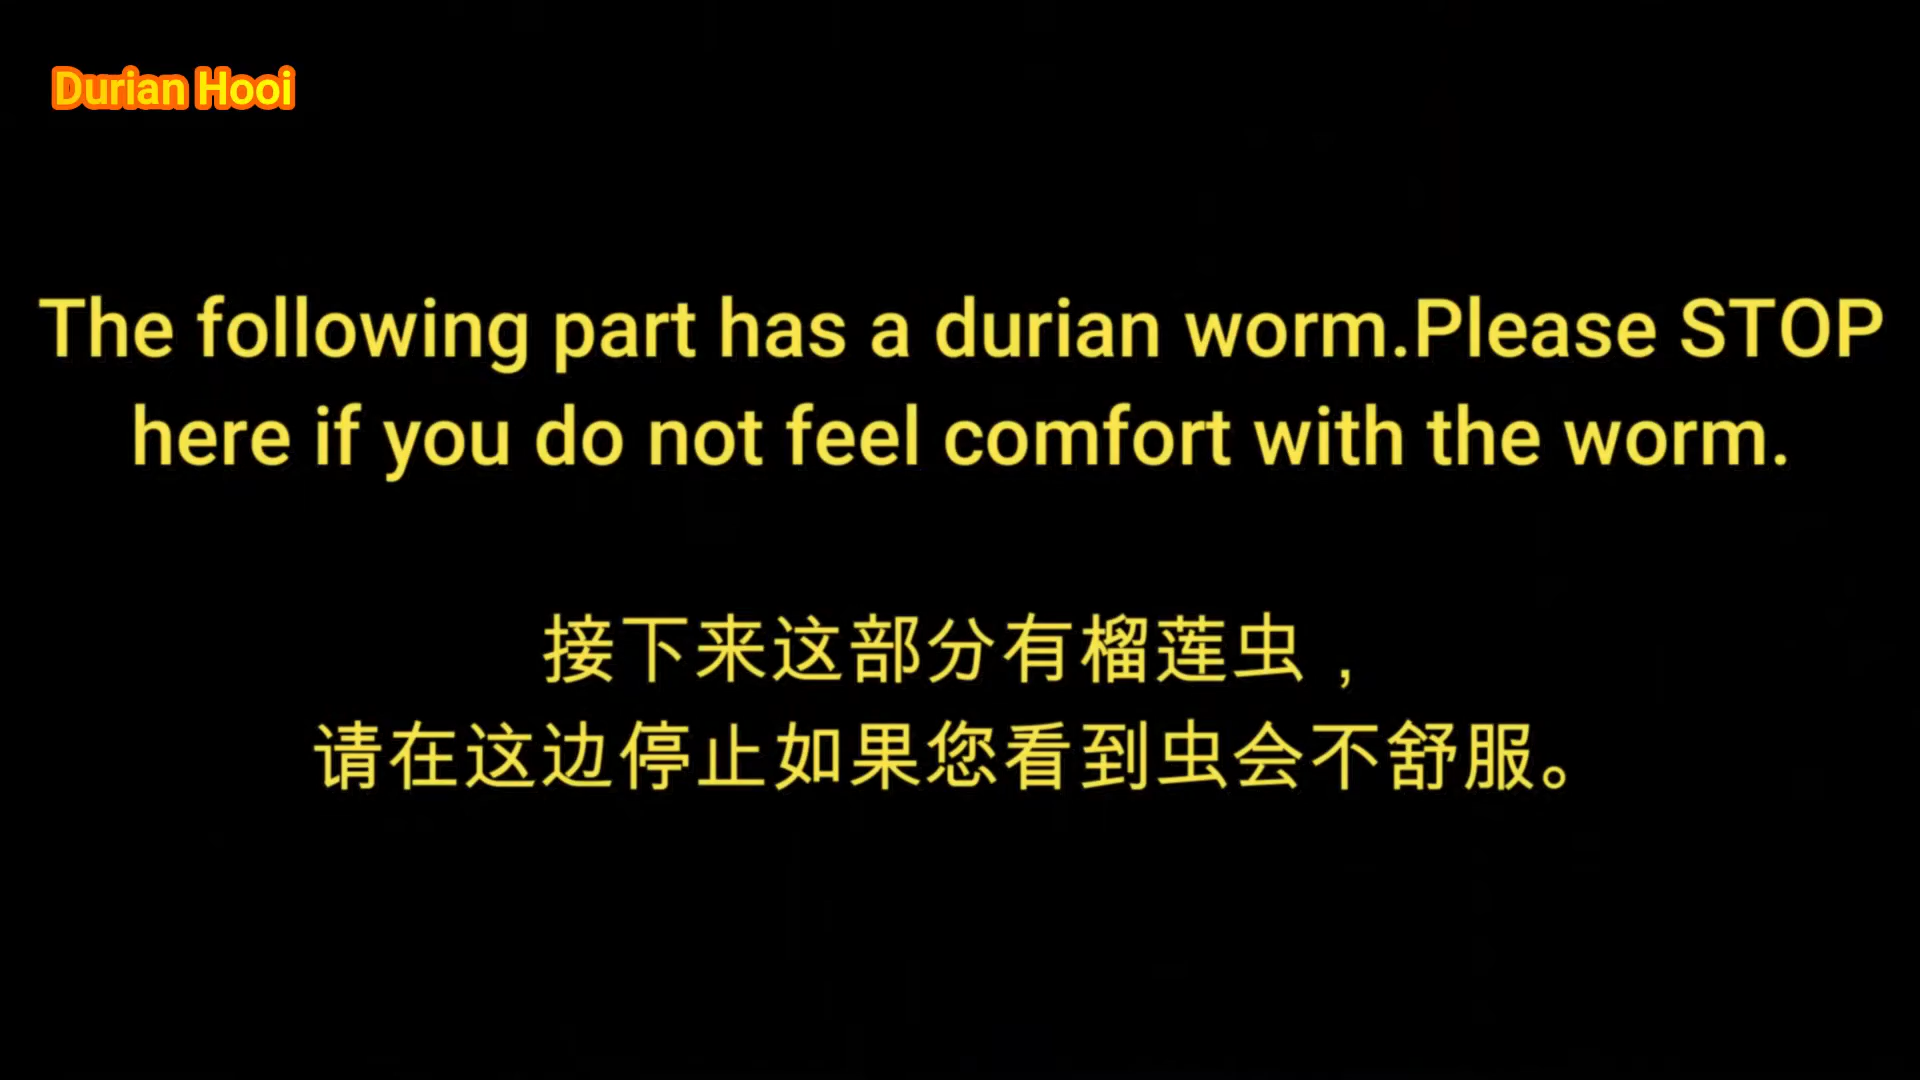 Durian Hooi
The following part has a durian worm.Please STOP
here if you do not feel comfort with the worm.
接下来这部分有榴莲虫，
请在这边停止如果您看到虫会不舒服。